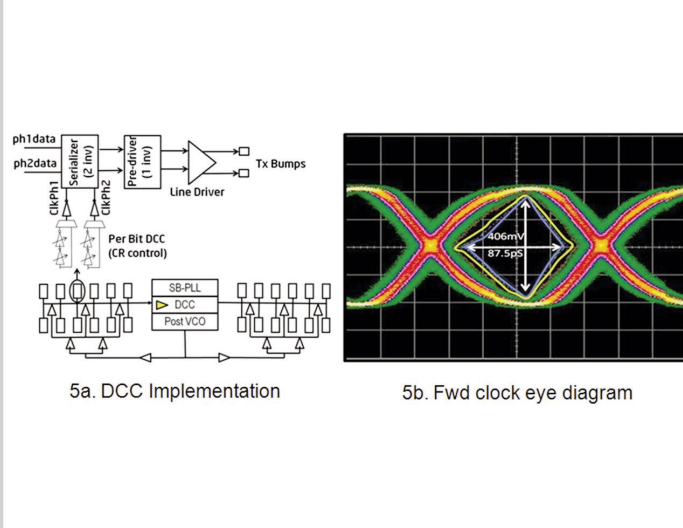 ph1data
ph2data
Serializer
(2 inv)
Pre-driver
(1 inv)
Line Driver
Tx Bumps
ClkPh1
ClkPh2
Per Bit DCC
(CR control)
SB-PLL
DCC
Post VCO
5a. DCC Implementation
406mV
87.5pS
5b. Fwd clock eye diagram